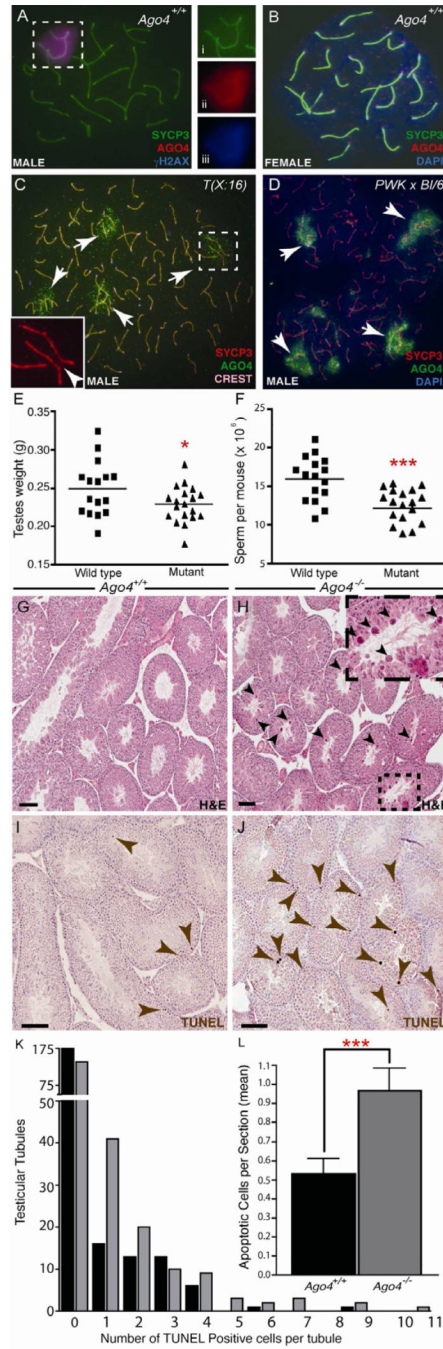 A
Ago4+/+
i
ii
iii
SYCP3
AGO4
γH2AX
MALE
B
Ago4+/+
SYCP3
AGO4
DAPI
FEMALE
C
T(X:16)
SYCP3
AGO4
CREST
MALE
D
PWK x Bl/6
SYCP3
AGO4
DAPI
MALE
E
Testes weight (g)
0.35
0.30
0.25
0.20
0.15
0.10
*
Wild type
Mutant
F
Sperm per mouse (x 10⁶)
25
20
15
10
5
***
Wild type
Mutant
Ago4+/+
Ago4-/-
G
H&E
H
H&E
I
TUNEL
J
TUNEL
K
Testicular Tubules
175
75
50
40
30
20
10
0
0 1 2 3 4 5 6 7 8 9 10 11
Number of TUNEL Positive cells per tubule
L
***
Apoptotic Cells per Section (mean)
1.1
1.0
0.9
0.8
0.7
0.6
0.5
0.4
0.3
0.2
0.1
0.0
Ago4+/+
Ago4-/-